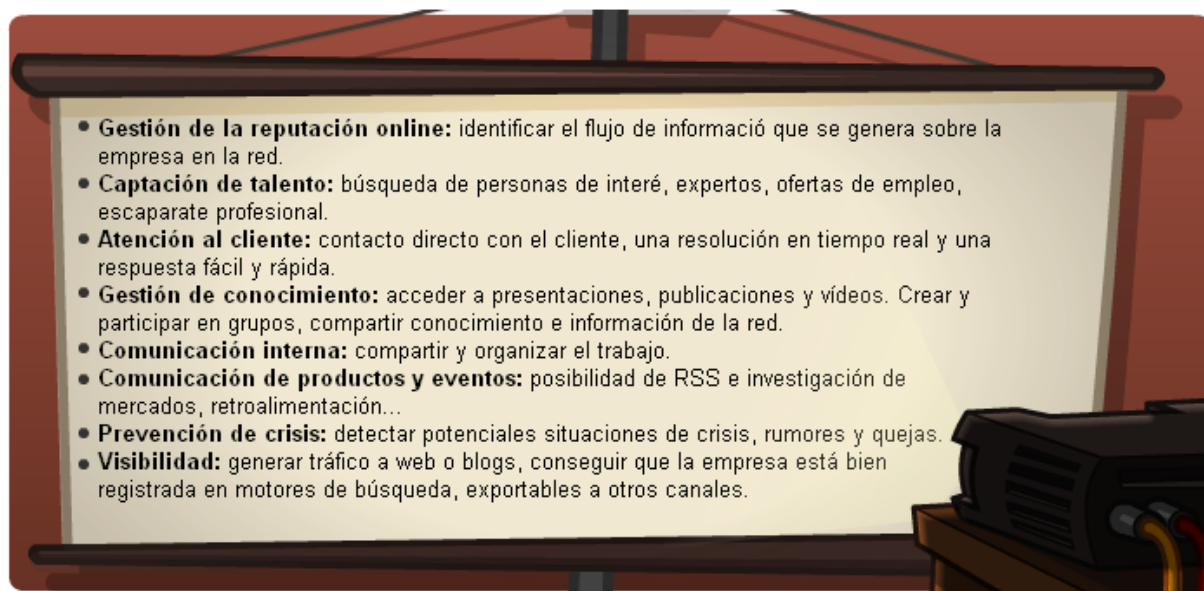 • Gestión de la reputación online: identificar el flujo de informació que se genera sobre la
empresa en la red.
• Captación de talento: búsqueda de personas de interé, expertos, ofertas de empleo,
escaparate profesional.
• Atención al cliente: contacto directo con el cliente, una resolución en tiempo real y una
respuesta fácil y rápida.
• Gestión de conocimiento: acceder a presentaciones, publicaciones y vídeos. Crear y
participar en grupos, compartir conocimiento e información de la red.
• Comunicación interna: compartir y organizar el trabajo.
• Comunicación de productos y eventos: posibilidad de RSS e investigación de
mercados, retroalimentación...
• Prevención de crisis: detectar potenciales situaciones de crisis, rumores y quejas.
• Visibilidad: generar tráfico a web o blogs, conseguir que la empresa está bien
registrada en motores de búsqueda, exportables a otros canales.